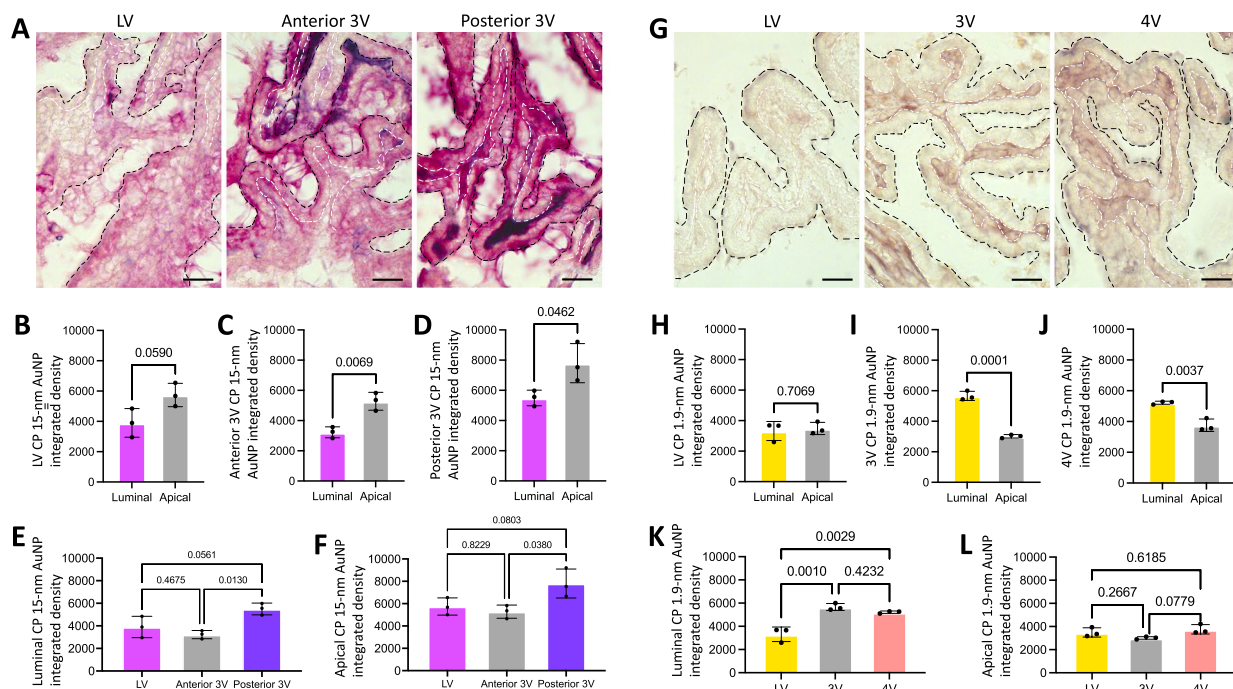 A
LV
Anterior 3V
Posterior 3V
B
LV CP 15-nm AuNP
integrated density
10000
8000
6000
4000
2000
0
0.0590
Luminal
Apical
C
Anterior 3V CP 15-nm
AuNP integrated density
10000
8000
6000
4000
2000
0
0.0069
Luminal
Apical
D
Posterior 3V CP 15-nm
AuNP integrated density
10000
8000
6000
4000
2000
0
0.0462
Luminal
Apical
E
Luminal CP 15-nm AuNP
integrated density
10000
8000
6000
4000
2000
0
0.0561
0.4675
0.0130
LV
Anterior 3V
Posterior 3V
F
Apical CP 15-nm AuNP
integrated density
10000
8000
6000
4000
2000
0
0.0803
0.8229
0.0380
LV
Anterior 3V
Posterior 3V
G
LV
3V
4V
H
LV CP 1.9-nm AuNP
integrated density
10000
8000
6000
4000
2000
0
0.7069
Luminal
Apical
I
3V CP 1.9-nm AuNP
integrated density
10000
8000
6000
4000
2000
0
0.0001
Luminal
Apical
J
4V CP 1.9-nm AuNP
integrated density
10000
8000
6000
4000
2000
0
0.0037
Luminal
Apical
K
Luminal CP 1.9-nm AuNP
integrated density
10000
8000
6000
4000
2000
0
0.0029
0.0010
0.4232
LV
3V
4V
L
Apical CP 1.9-nm AuNP
integrated density
10000
8000
6000
4000
2000
0
0.6185
0.2667
0.0779
LV
3V
4V